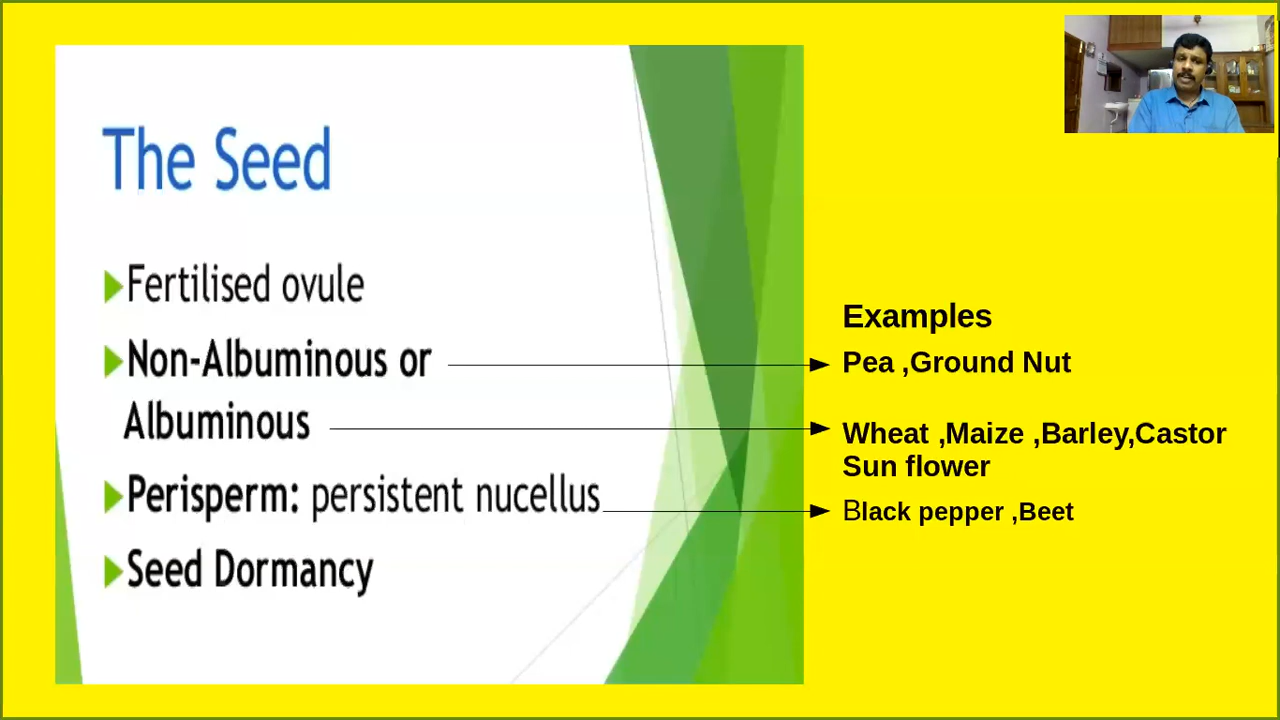 The Seed
Fertilised ovule
Non-Albuminous or
Albuminous
Perisperm: persistent nucellus
Seed Dormancy
Examples
Pea ,Ground Nut
Wheat ,Maize ,Barley,Castor
Sun flower
Black pepper ,Beet